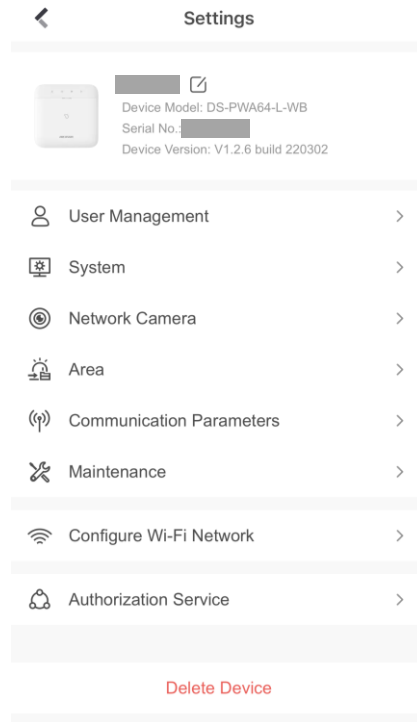 Settings
Device Model: DS-PWA64-L-WB
Serial No.:
Device Version: V1.2.6 build 220302
User Management
System
Network Camera
Area
Communication Parameters
Maintenance
Configure Wi-Fi Network
Authorization Service
Delete Device